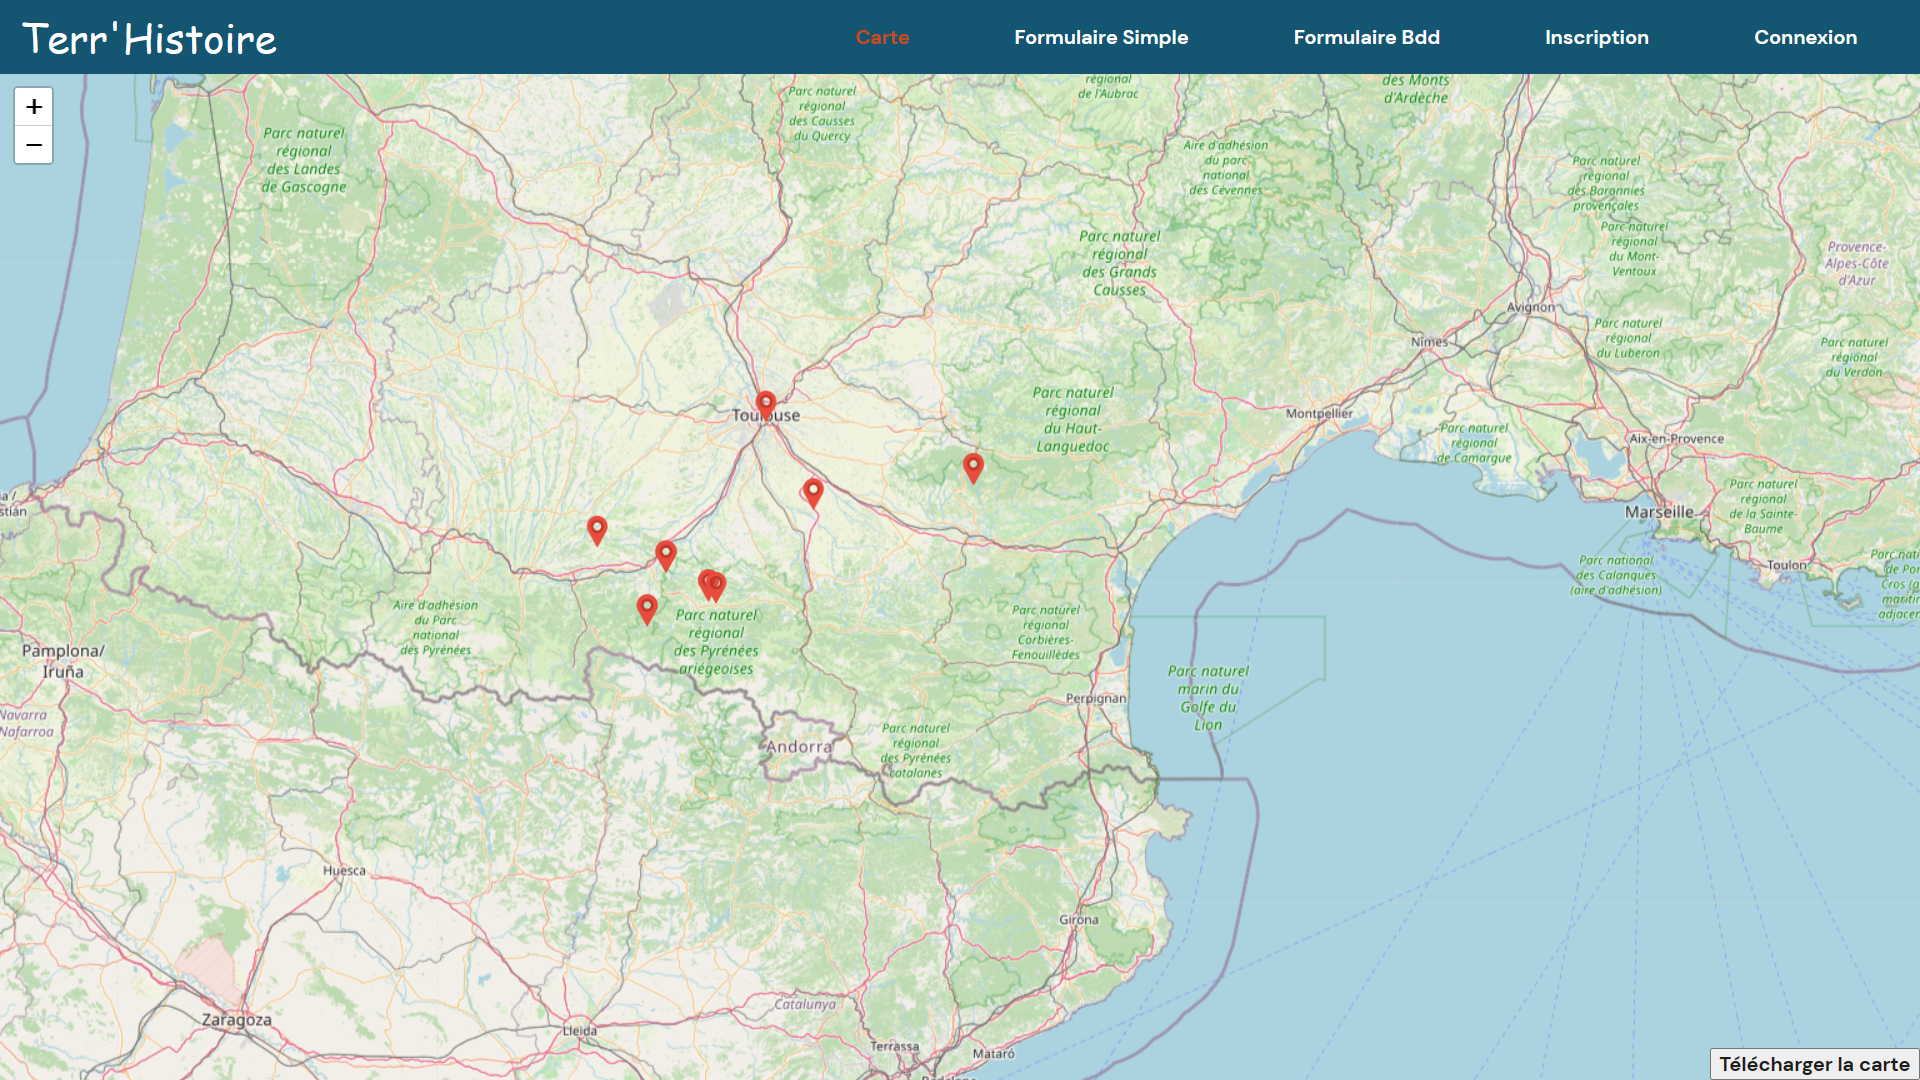 Terr'Histoire
Carte
Formulaire Simple
Formulaire Bdd
Inscription
Connexion
+
−
Parc naturel
régional
des Landes
de Gascogne
Parc naturel
régional
des Causses
du Quercy
régional
de l'Aubrac
des Monts
d'Ardèche
Aire d'adhésion
du parc
national
des Cévennes
Parc naturel
régional
des Baronnies
provençales
Parc naturel
régional
du Mont-
Ventoux
Provence-
Alpes-Côte
d'Azur
Parc naturel
régional
des Grands
Causses
Avignon
Nîmes
Parc naturel
régional
du Luberon
Parc naturel
régional
du Verdon
Toulouse
Parc naturel
régional
du Haut-
Languedoc
Montpellier
Parc naturel
régional
de Camargue
Aix-en-Provence
Marseille
Parc naturel
régional
de la Sainte-
Baume
Toulon
Parc national
des Calanques
(aire d'adhésion)
Parc nati
de Por
Cros (a
mariti
adjacer
ia /
stián
Aire d'adhésion
du Parc
national
des Pyrénées
Parc naturel
régional
des Pyrénées
ariégeoises
Parc naturel
régional
Corbières-
Fenouillèdes
Pamplona/
Iruña
Navarra
Nafarroa
Parc naturel
marin du
Golfe du
Lion
Perpignan
Andorra
Parc naturel
régional
des Pyrénées
catalanes
Huesca
Girona
Zaragoza
Lleida
Catalunya
Terrassa
Mataró
Badalona
Télécharger la carte